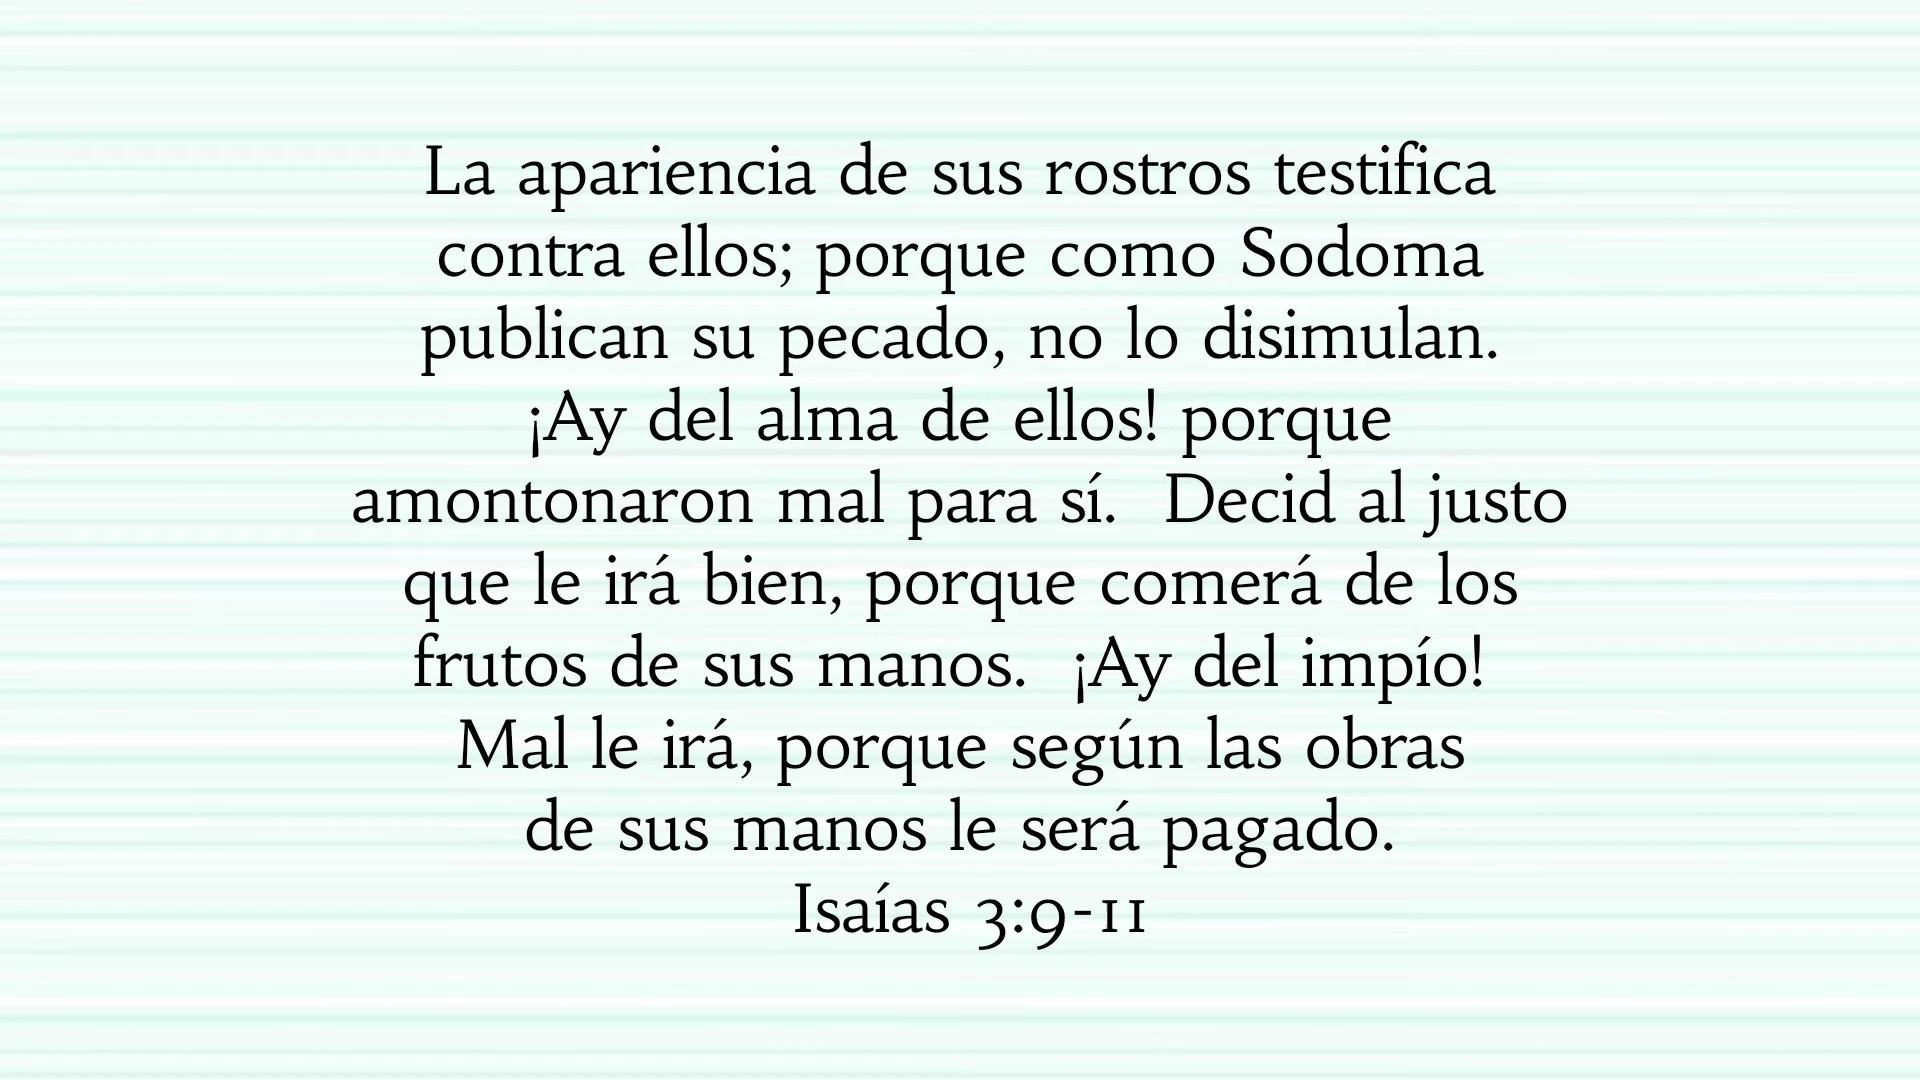 La apariencia de sus rostros testifica
contra ellos; porque como Sodoma
publican su pecado, no lo disimulan.
¡Ay del alma de ellos! porque
amontonaron mal para sí.  Decid al justo
que le irá bien, porque comerá de los
frutos de sus manos.  ¡Ay del impío!
Mal le irá, porque según las obras
de sus manos le será pagado.
Isaías 3:9-11